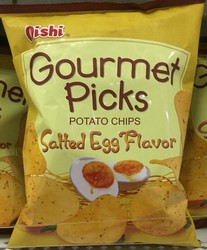 Oishi
Gourmet
Picks
POTATO CHIPS
Salted Egg Flavor